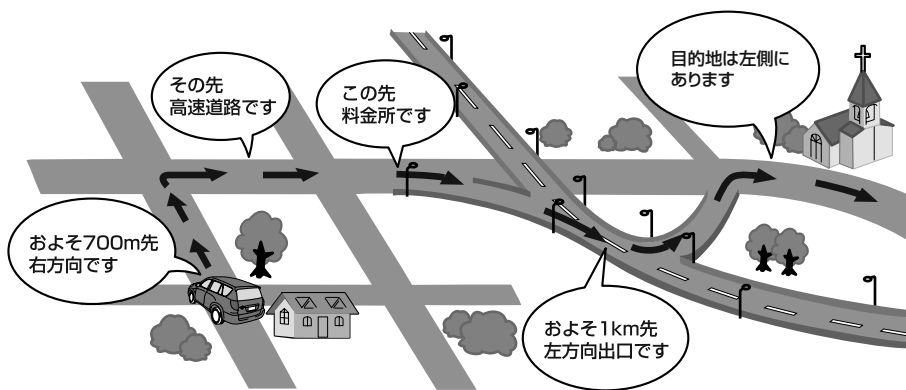 およそ700m先
右方向です
その先
高速道路です
この先
料金所です
およそ1km先
左方向出口です
目的地は左側に
あります